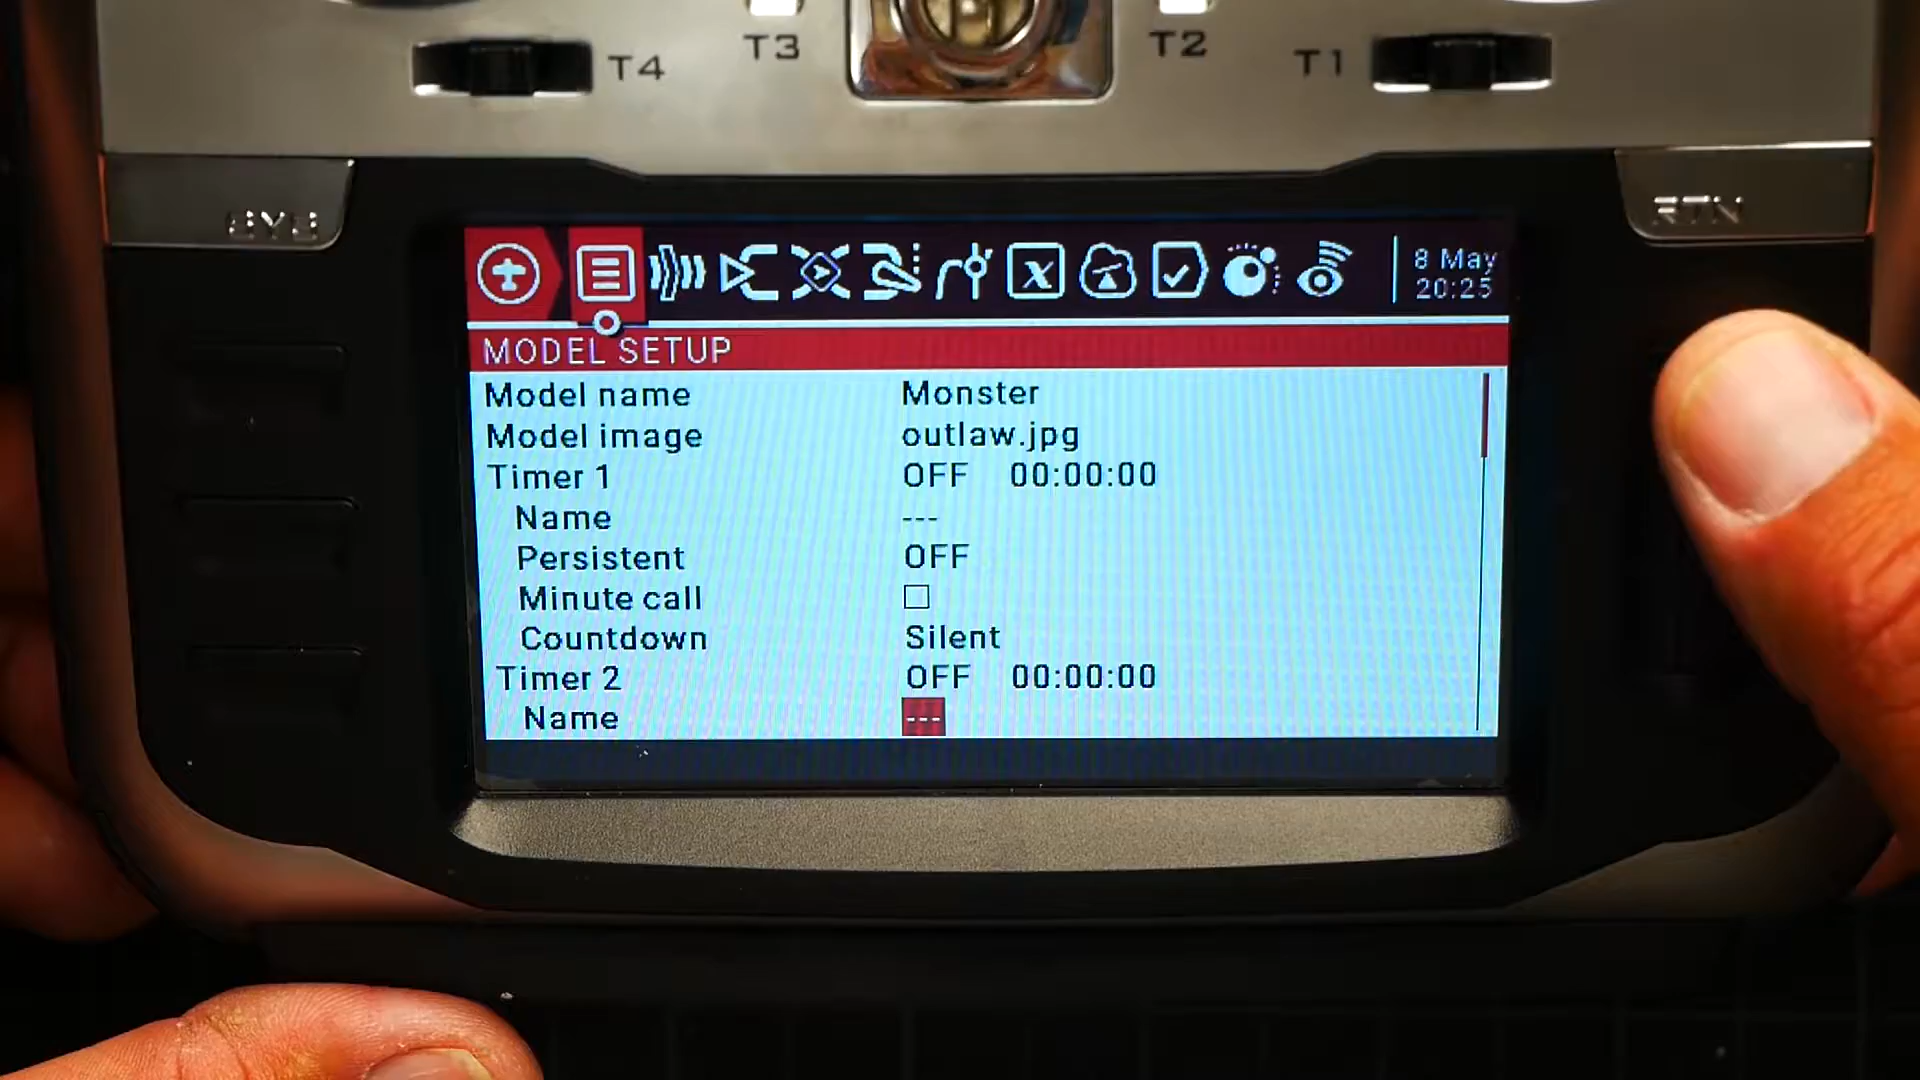 T4
T3
T2
T1
SYS
RTN
8 May
20:25
MODEL SETUP
Model name Monster
Model image outlaw.jpg
Timer 1 OFF 00:00:00
Name ---
Persistent OFF
Minute call
Countdown Silent
Timer 2 OFF 00:00:00
Name ---